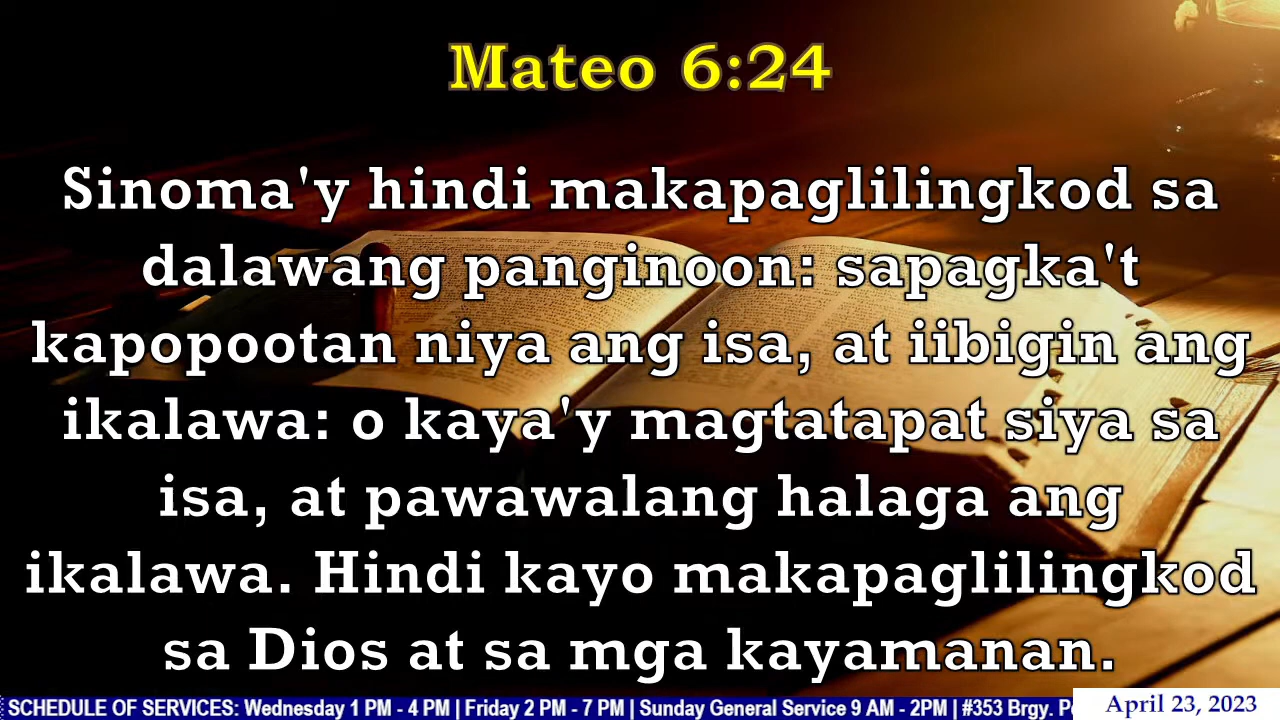 Mateo 6:24
Sinoma'y hindi makapaglilingkod sa
dalawang panginoon: sapagka't
kapopootan niya ang isa, at iibigin ang
ikalawa: o kaya'y magtatapat siya sa
isa, at pawawalang halaga ang
ikalawa. Hindi kayo makapaglilingkod
sa Dios at sa mga kayamanan.
SCHEDULE OF SERVICES: Wednesday 1 PM - 4 PM | Friday 2 PM - 7 PM | Sunday General Service 9 AM - 2PM | #353 Brgy.
April 23, 2023